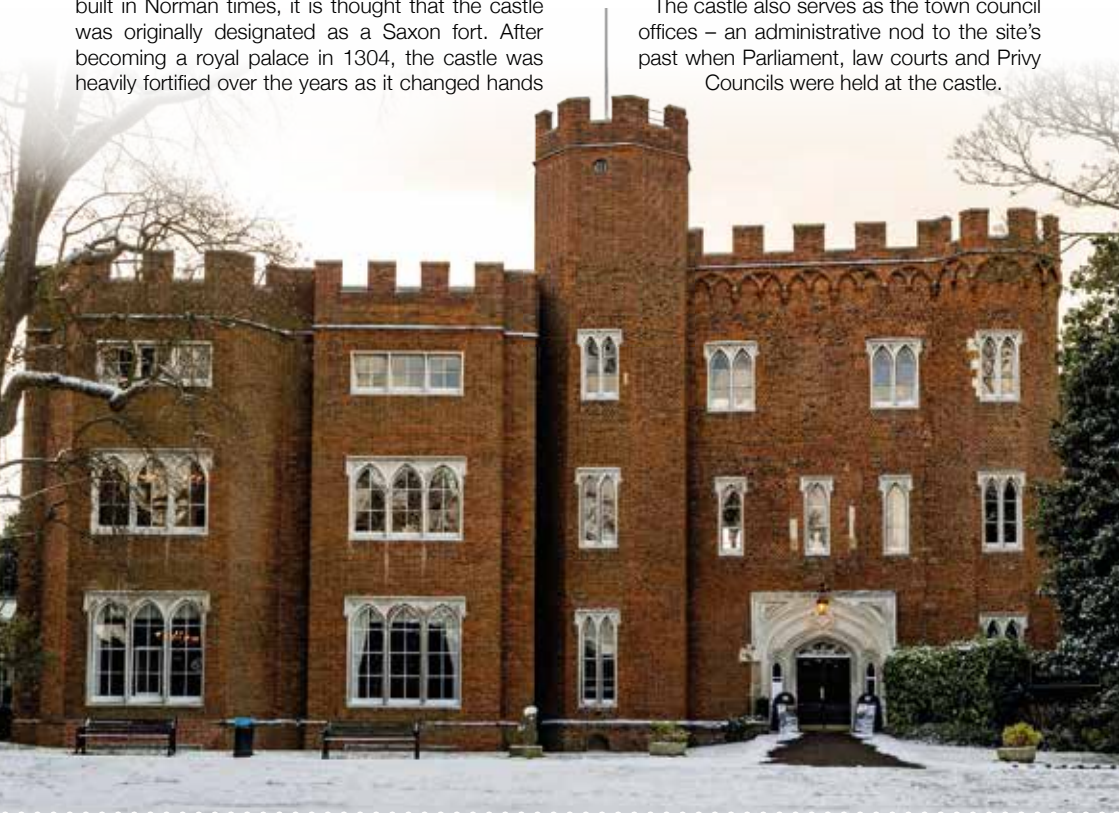 built in Norman times, it is thought that the castle
was originally designated as a Saxon fort. After
becoming a royal palace in 1304, the castle was
heavily fortified over the years as it changed hands
The castle also serves as the town council
offices – an administrative nod to the site’s
past when Parliament, law courts and Privy
Councils were held at the castle.